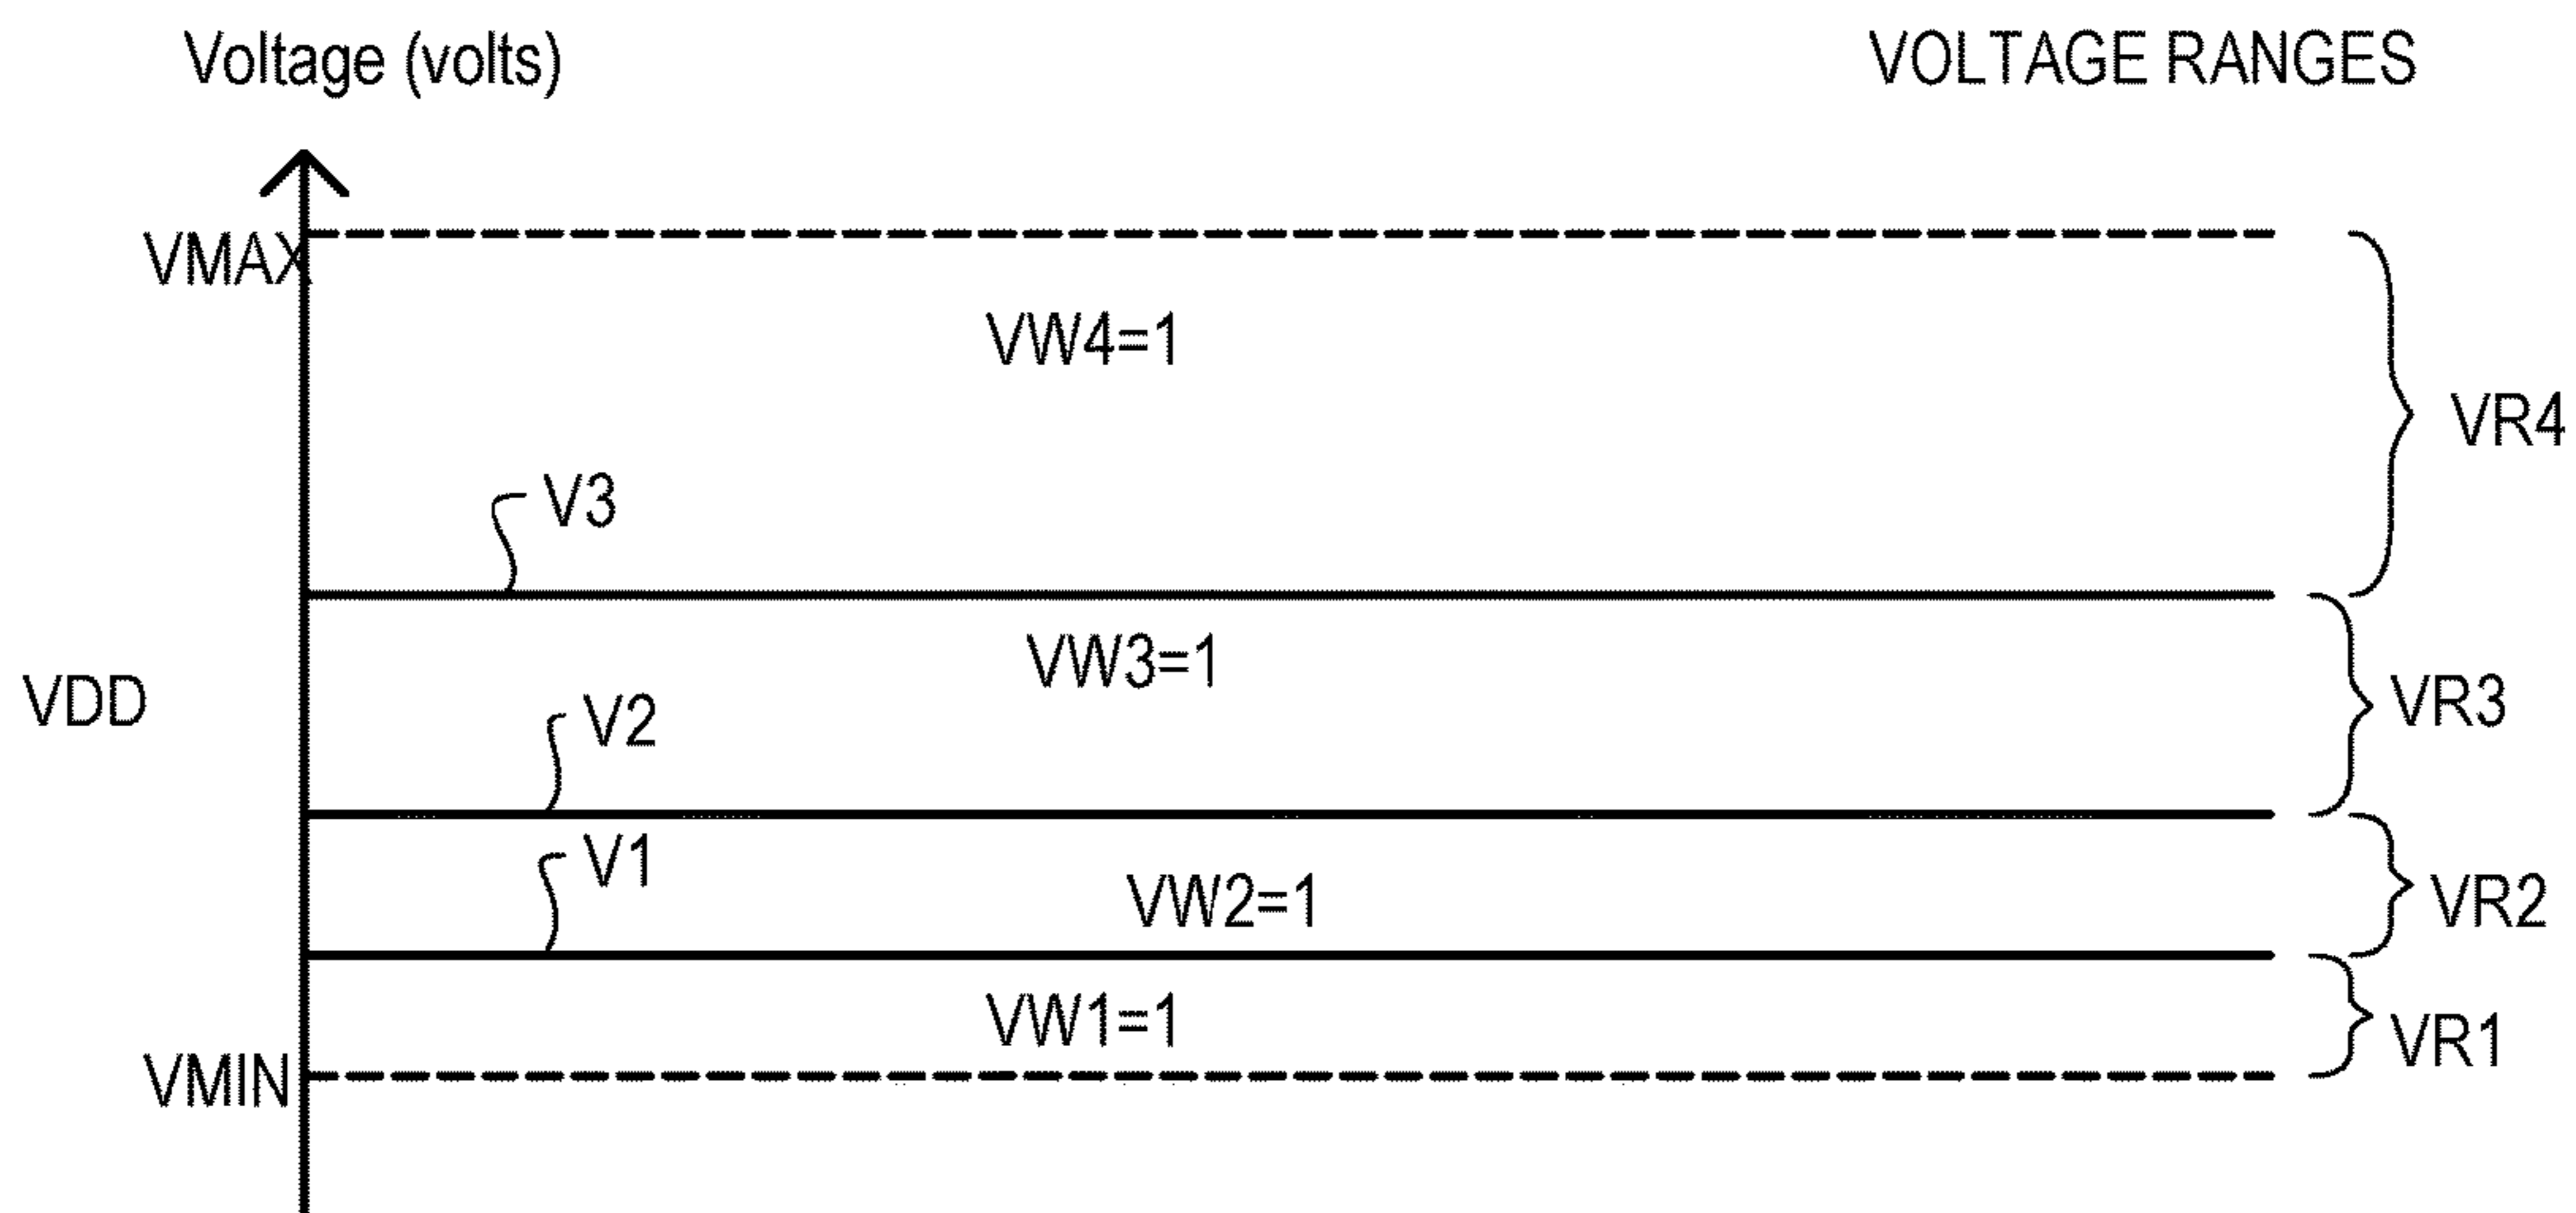 Voltage (volts)
VOLTAGE RANGES
VMAX
VW4=1
VR4
V3
VW3=1
VDD
V2
VR3
V1
VW2=1
VR2
VW1=1
VR1
VMIN